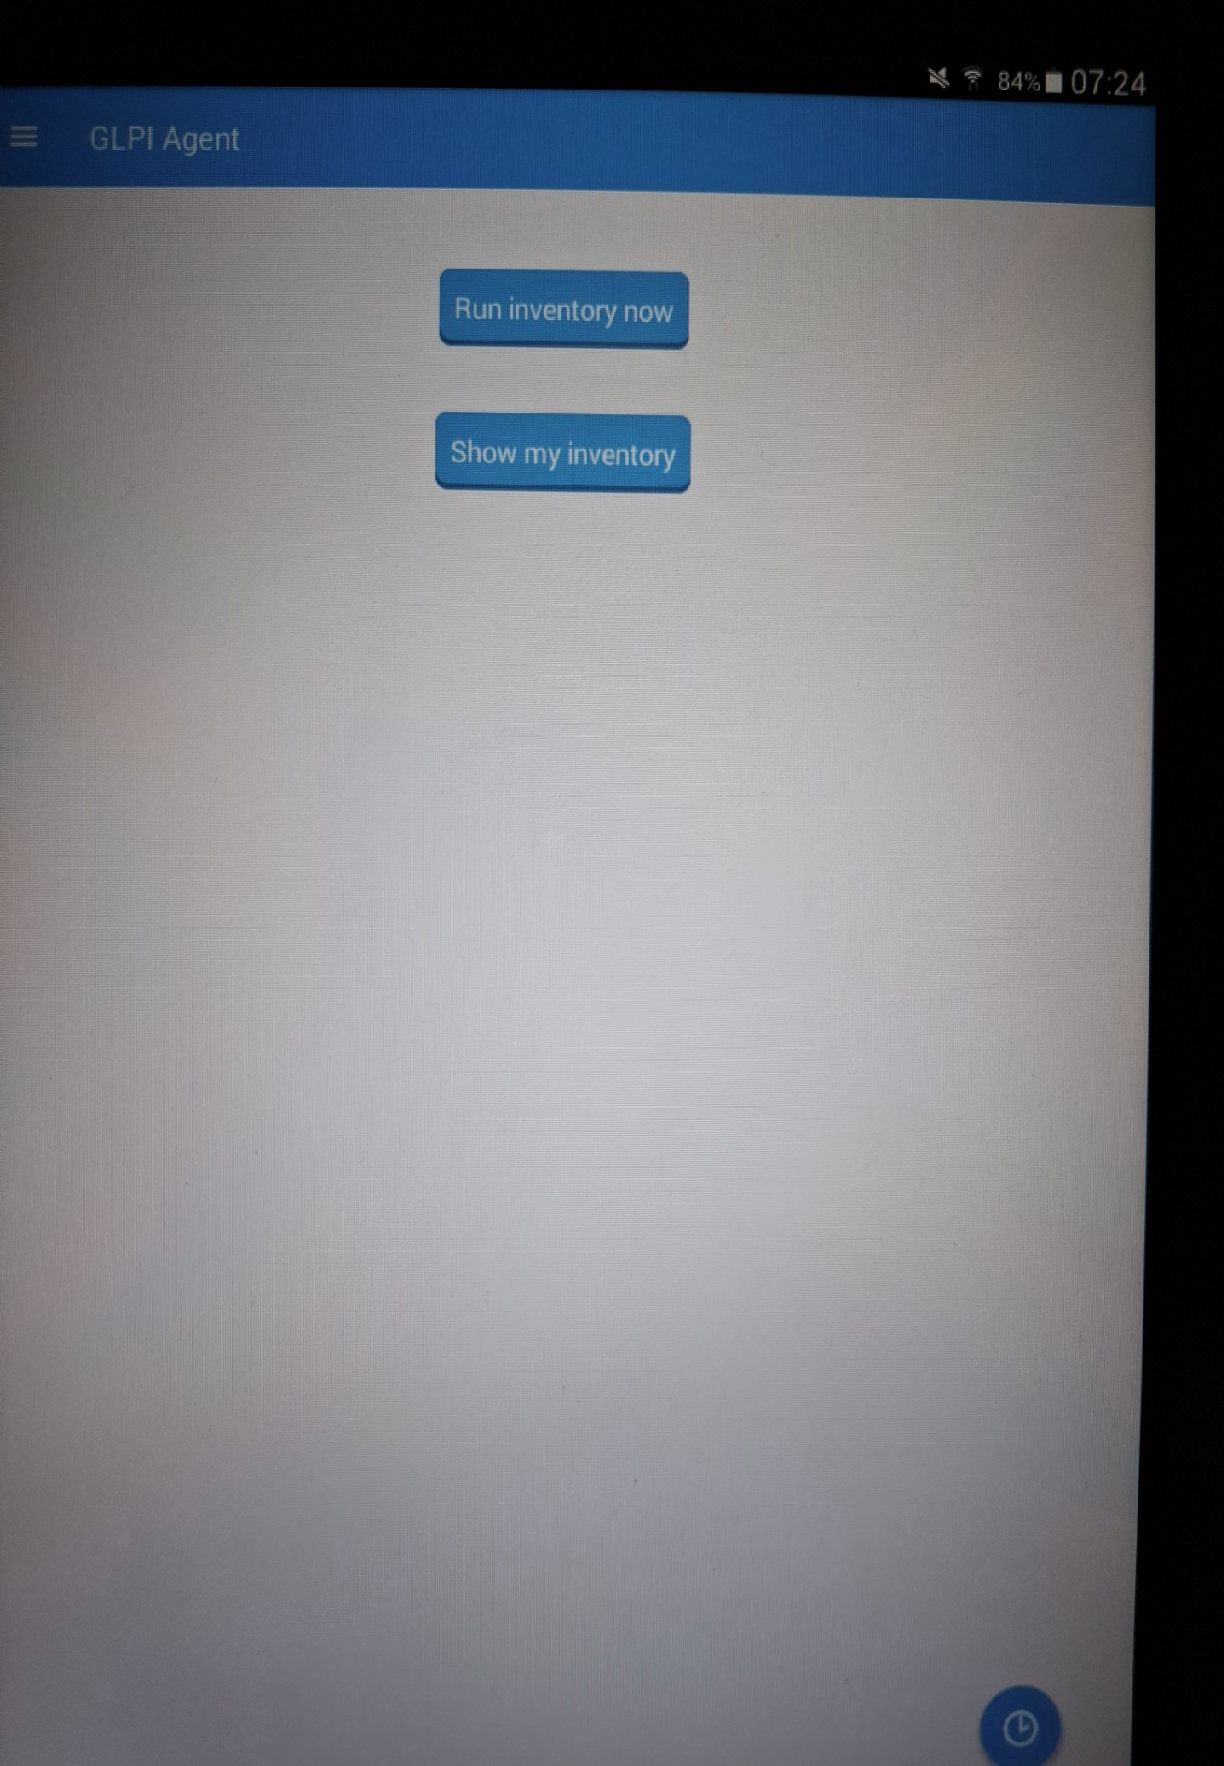 84% 07:24
GLPI Agent
Run inventory now
Show my inventory